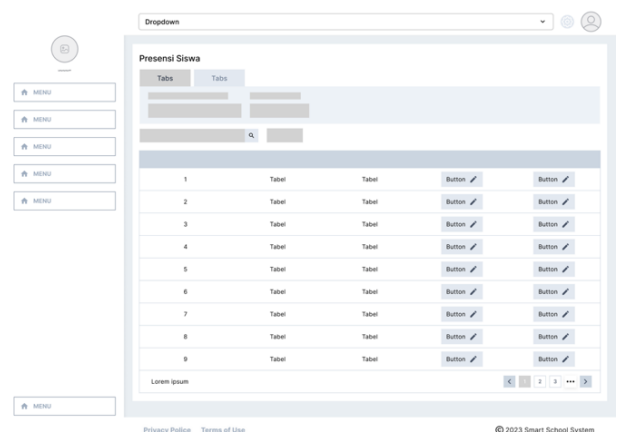 Dropdown
Presensi Siswa
Tabs Tabs
MENU
MENU
MENU
MENU
MENU
1 Tabel Tabel Button Button
2 Tabel Tabel Button Button
3 Tabel Tabel Button Button
4 Tabel Tabel Button Button
5 Tabel Tabel Button Button
6 Tabel Tabel Button Button
7 Tabel Tabel Button Button
8 Tabel Tabel Button Button
9 Tabel Tabel Button Button
Lorem ipsum < 1 2 3 ••• >
MENU
Privacy Police Terms of Use © 2023 Smart School System